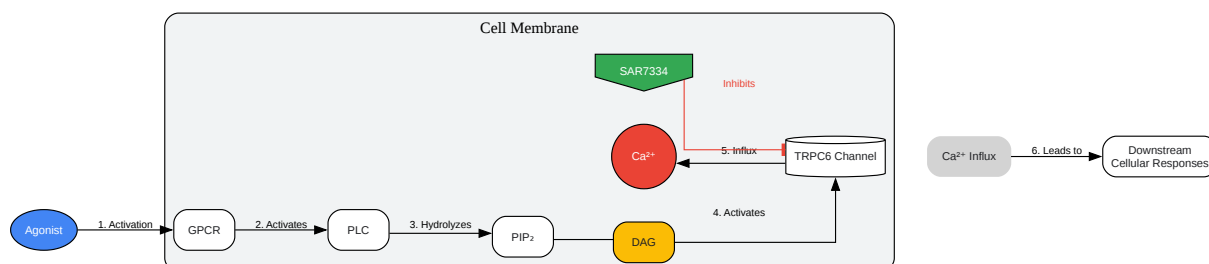 Cell Membrane
SAR7334
Inhibits
Ca²⁺
5. Influx
TRPC6 Channel
Ca²⁺ Influx
6. Leads to
Downstream
Cellular Responses
Agonist
1. Activation
GPCR
2. Activates
PLC
3. Hydrolyzes
PIP₂
DAG
4. Activates